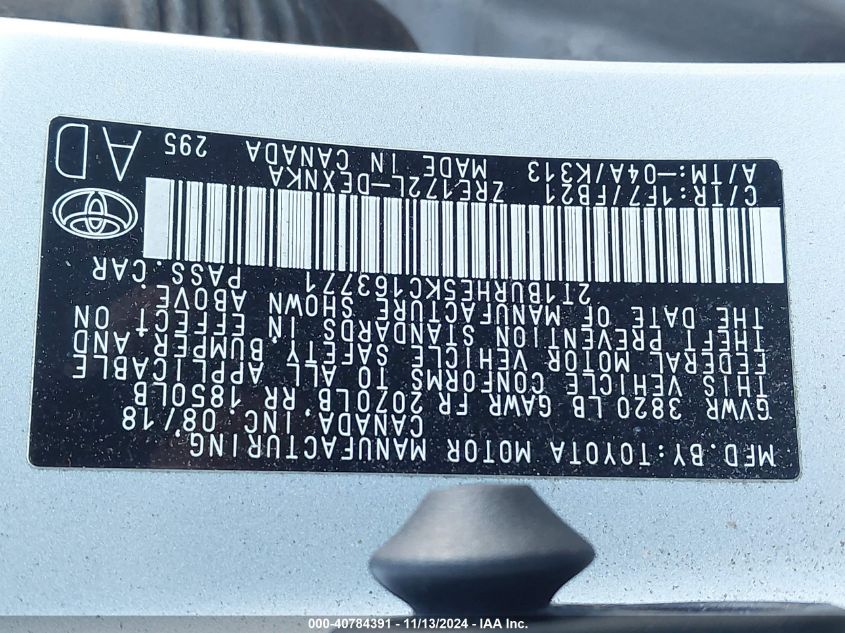 MFD.BY:TOYOTA MOTOR MANUFACTURING
CANADA,INC.08/18
GVWR 3820 LB GAWR FR 2070LB,RR 1850LB
THIS VEHICLE CONFORMS TO ALL APPLICABLE
FEDERAL MOTOR VEHICLE SAFETY BUMPER AND
THEFT PREVENTION STANDARDS IN EFFECT ON
THE DATE OF MANUFACTURE SHOWN ABOVE.
2T1BURHE5KC163771 PASS.CAR
C/TR:1F7/FB21 ZRE172L-DEXNKA
A/TM:-04A/K313 MADE IN CANADA 295
AD
000-40784391 - 11/13/2024 - IAA Inc.